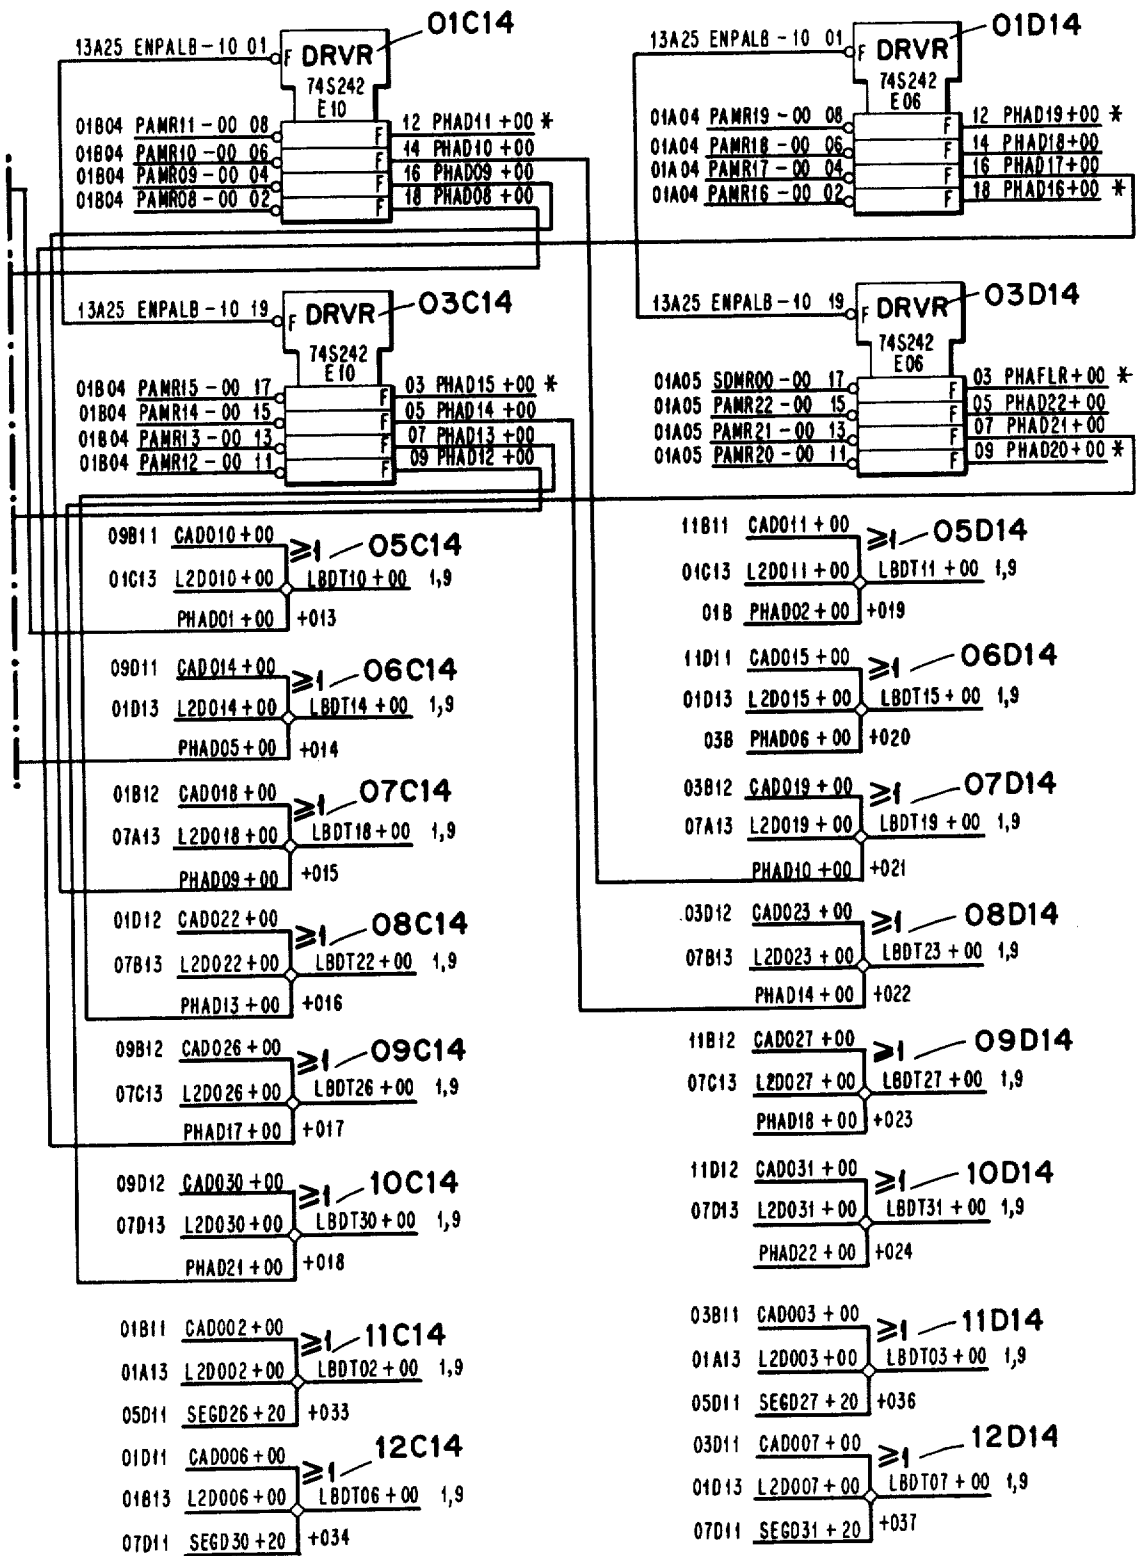 01C14
13A25 ENPALB-10 01 F DRVR
74S242
E10
01B04 PAMR11-00 08 F 12 PHAD11+00 *
01B04 PAMR10-00 06 F 14 PHAD10+00
01B04 PAMR09-00 04 F 16 PHAD09+00
01B04 PAMR08-00 02 F 18 PHAD08+00
03C14
13A25 ENPALB-10 19 F DRVR
74S242
E10
01B04 PAMR15-00 17 F 03 PHAD15+00 *
01B04 PAMR14-00 15 F 05 PHAD14+00
01B04 PAMR13-00 13 F 07 PHAD13+00
01B04 PAMR12-00 11 F 09 PHAD12+00
09B11 CAD010+00
≥1 05C14
01C13 L2D010+00 LBDT10+00 1,9
PHAD01+00 +013
09D11 CAD014+00
≥1 06C14
01D13 L2D014+00 LBDT14+00 1,9
PHAD05+00 +014
01B12 CAD018+00
≥1 07C14
07A13 L2D018+00 LBDT18+00 1,9
PHAD09+00 +015
01D12 CAD022+00
≥1 08C14
07B13 L2D022+00 LBDT22+00 1,9
PHAD13+00 +016
09B12 CAD026+00
≥1 09C14
07C13 L2D026+00 LBDT26+00 1,9
PHAD17+00 +017
09D12 CAD030+00
≥1 10C14
07D13 L2D030+00 LBDT30+00 1,9
PHAD21+00 +018
01B11 CAD002+00
≥1 11C14
01A13 L2D002+00 LBDT02+00 1,9
05D11 SEGD26+20 +033
01D11 CAD006+00
≥1 12C14
01B13 L2D006+00 LBDT06+00 1,9
07D11 SEGD30+20 +034
01D14
13A25 ENPALB-10 01 F DRVR
74S242
E06
01A04 PAMR19-00 08 F 12 PHAD19+00 *
01A04 PAMR18-00 06 F 14 PHAD18+00
01A04 PAMR17-00 04 F 16 PHAD17+00
01A04 PAMR16-00 02 F 18 PHAD16+00 *
03D14
13A25 ENPALB-10 19 F DRVR
74S242
E06
01A05 SDMR00-00 17 F 03 PHAFLR+00 *
01A05 PAMR22-00 15 F 05 PHAD22+00
01A05 PAMR21-00 13 F 07 PHAD21+00
01A05 PAMR20-00 11 F 09 PHAD20+00 *
11B11 CAD011+00
≥1 05D14
01C13 L2D011+00 LBDT11+00 1,9
01B PHAD02+00 +019
11D11 CAD015+00
≥1 06D14
01D13 L2D015+00 LBDT15+00 1,9
03B PHAD06+00 +020
03B12 CAD019+00
≥1 07D14
07A13 L2D019+00 LBDT19+00 1,9
PHAD10+00 +021
03D12 CAD023+00
≥1 08D14
07B13 L2D023+00 LBDT23+00 1,9
PHAD14+00 +022
11B12 CAD027+00
≥1 09D14
07C13 L2D027+00 LBDT27+00 1,9
PHAD18+00 +023
11D12 CAD031+00
≥1 10D14
07D13 L2D031+00 LBDT31+00 1,9
PHAD22+00 +024
03B11 CAD003+00
≥1 11D14
01A13 L2D003+00 LBDT03+00 1,9
05D11 SEGD27+20 +036
03D11 CAD007+00
≥1 12D14
01D13 L2D007+00 LBDT07+00 1,9
07D11 SEGD31+20 +037